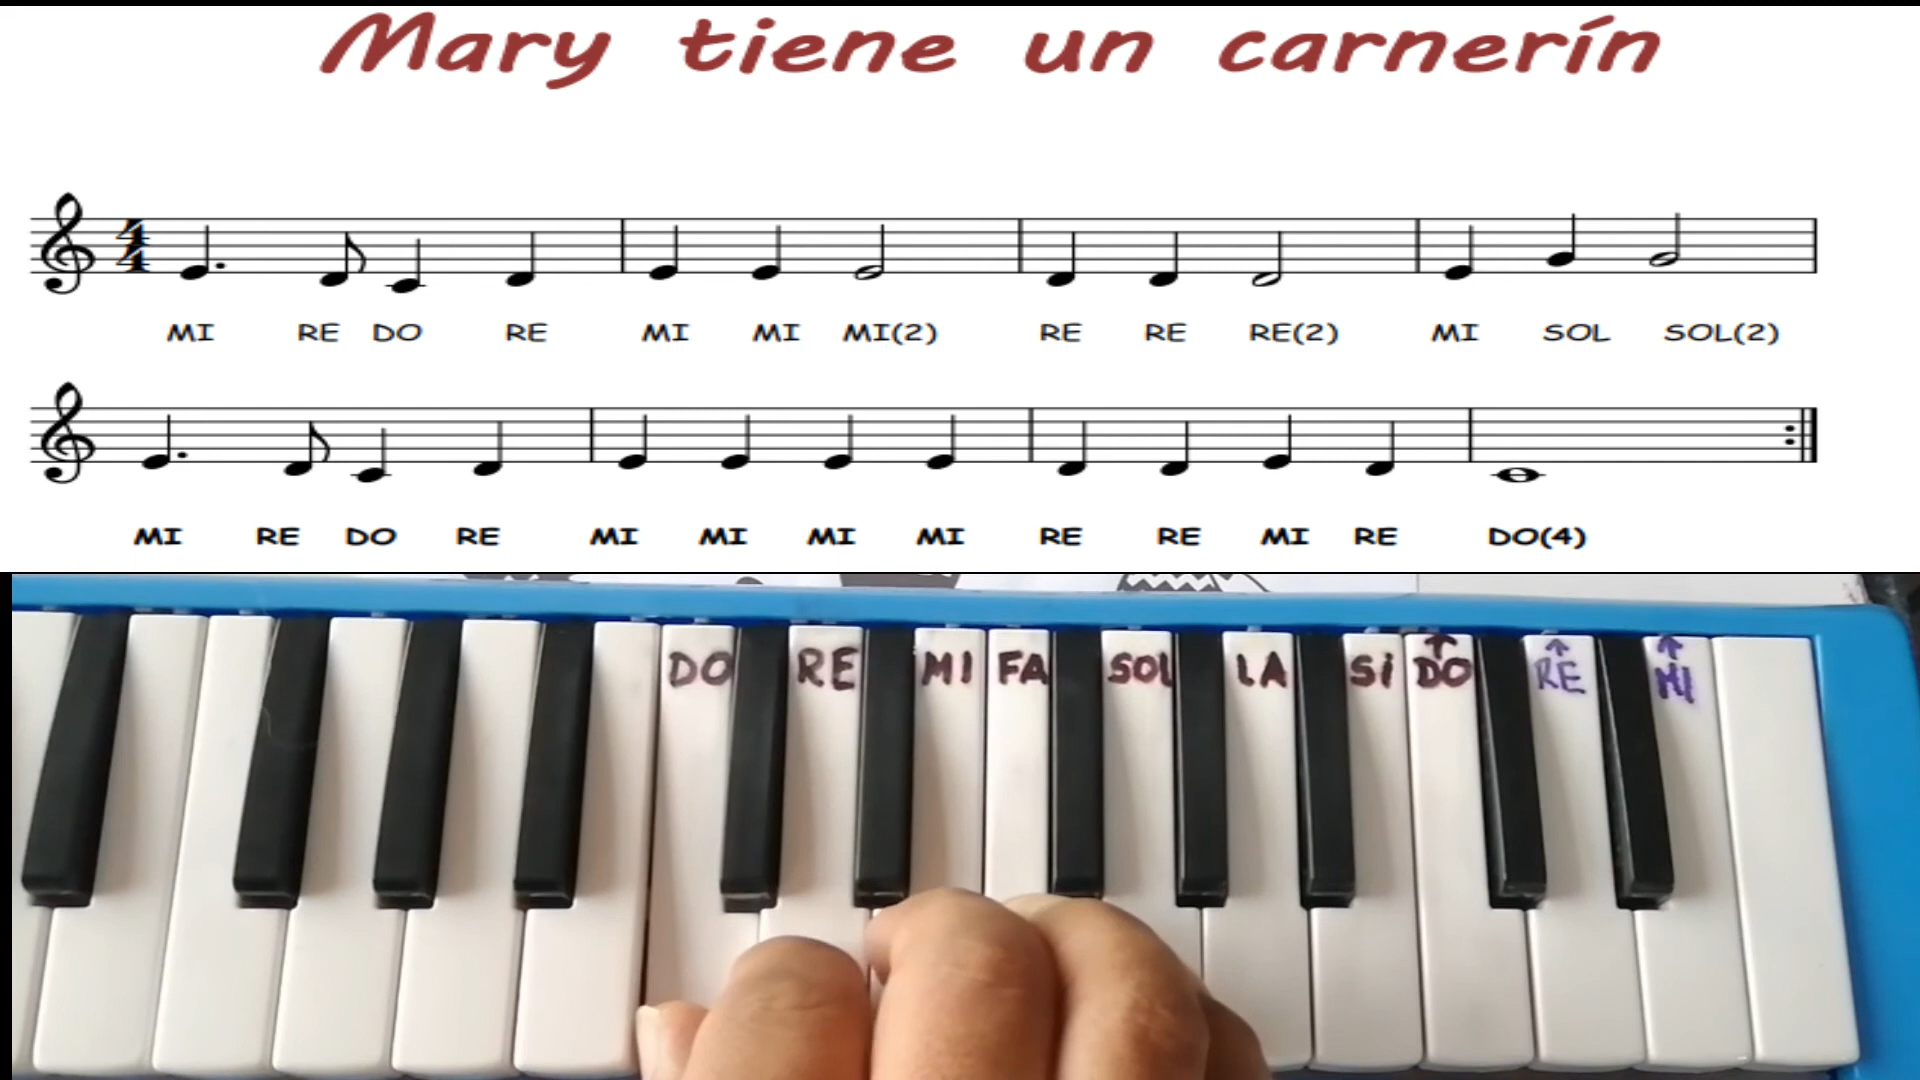 Mary tiene un carnerín
4
4
MI RE DO RE MI MI MI(2) RE RE RE(2) MI SOL SOL(2)
MI RE DO RE MI MI MI MI RE RE MI RE DO(4)
DO RE MI FA SOL LA Si DO RE MI